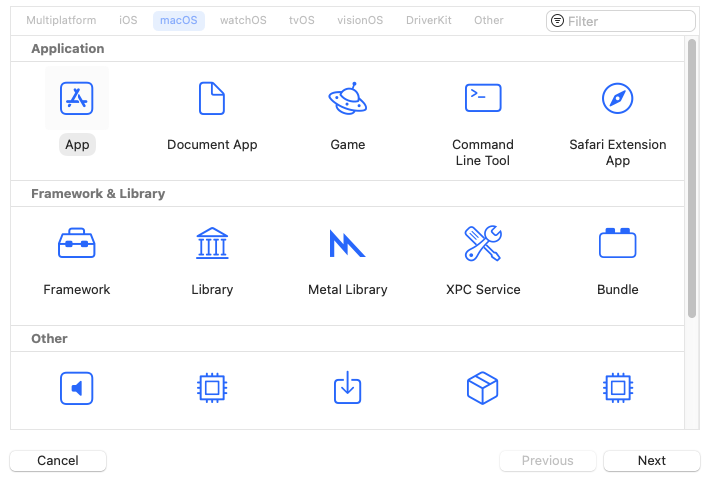 Multiplatform iOS macOS watchOS tvOS visionOS DriverKit Other Filter
Application
App Document App Game Command Line Tool Safari Extension App
Framework & Library
Framework Library Metal Library XPC Service Bundle
Other
Cancel Previous Next